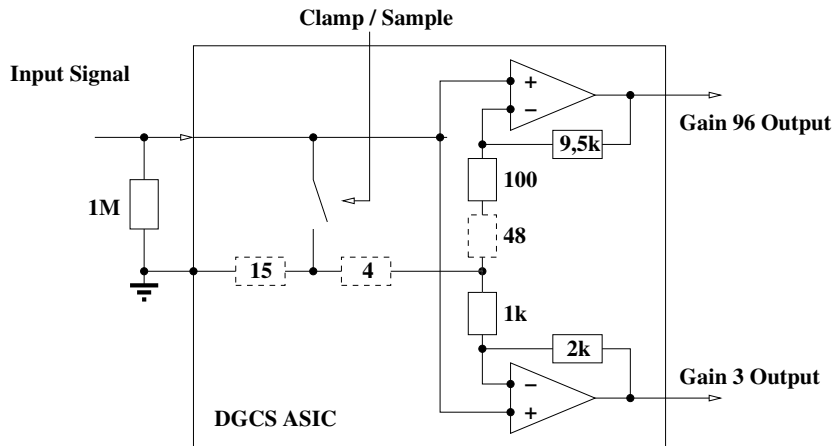 Clamp / Sample
Input Signal
+
−
Gain 96 Output
9,5k
100
1M
48
15
4
1k
2k
Gain 3 Output
−
+
DGCS ASIC